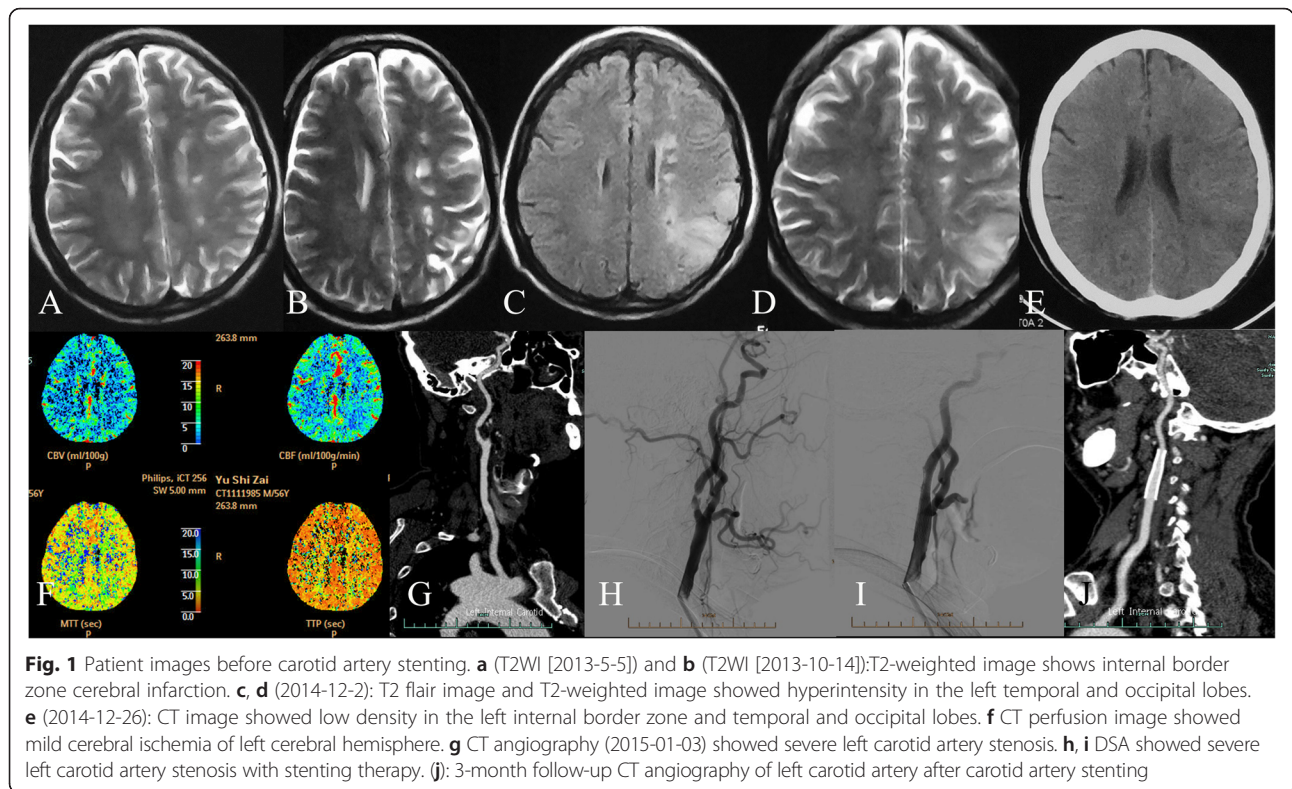 A
B
C
D
E
T0A 2
263.8 mm
20
15
10
5
0
R
CBV (ml/100g)
P
CBF (ml/100g/min)
P
Philips, iCT 256
SW 5.00 mm
Yu Shi Zai
CT1111985 M/56Y
263.8 mm
/56Y
20.0
15.0
10.0
5.0
0.0
R
MTT (sec)
P
TTP (sec)
P
F
G
Left Internal Carotid
H
I
J
Left Internal Carotid
Fig. 1 Patient images before carotid artery stenting. a (T2WI [2013-5-5]) and b (T2WI [2013-10-14]):T2-weighted image shows internal border
zone cerebral infarction. c, d (2014-12-2): T2 flair image and T2-weighted image showed hyperintensity in the left temporal and occipital lobes.
e (2014-12-26): CT image showed low density in the left internal border zone and temporal and occipital lobes. f CT perfusion image showed
mild cerebral ischemia of left cerebral hemisphere. g CT angiography (2015-01-03) showed severe left carotid artery stenosis. h, i DSA showed severe
left carotid artery stenosis with stenting therapy. (j): 3-month follow-up CT angiography of left carotid artery after carotid artery stenting